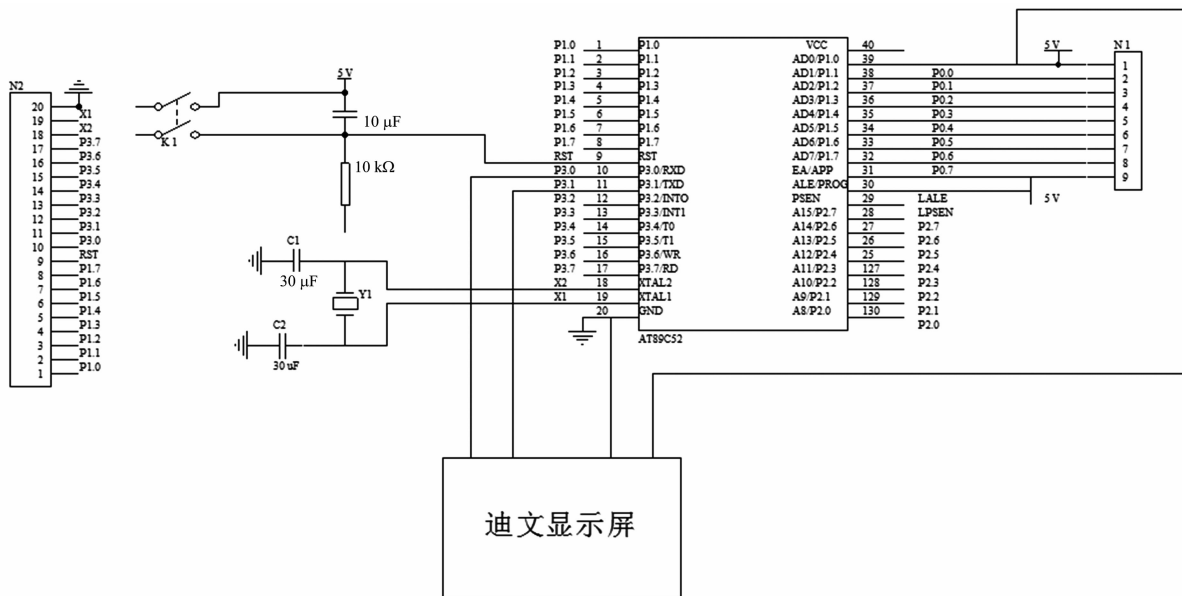 N2
20
19 X1
18 X2
17 P3.7
16 P3.6
15 P3.5
14 P3.4
13 P3.3
12 P3.2
11 P3.1
10 P3.0
9 RST
8 P1.7
7 P1.6
6 P1.5
5 P1.4
4 P1.3
3 P1.2
2 P1.1
1 P1.0
K1
5 V
10 μF
10 kΩ
C1
30 μF
Y1
C2
30 uF
P1.0 1 P1.0
P1.1 2 P1.1
P1.2 3 P1.2
P1.3 4 P1.3
P1.4 5 P1.4
P1.5 6 P1.5
P1.6 7 P1.6
P1.7 8 P1.7
RST 9 RST
P3.0 10 P3.0/RXD
P3.1 11 P3.1/TXD
P3.2 12 P3.2/INTO
P3.3 13 P3.3/INT1
P3.4 14 P3.4/T0
P3.5 15 P3.5/T1
P3.6 16 P3.6/WR
P3.7 17 P3.7/RD
X2 18 XTAL2
X1 19 XTAL1
20 GND
VCC 40
AD0/P1.0 39
AD1/P1.1 38 P0.0
AD2/P1.2 37 P0.1
AD3/P1.3 36 P0.2
AD4/P1.4 35 P0.3
AD5/P1.5 34 P0.4
AD6/P1.6 33 P0.5
AD7/P1.7 32 P0.6
EA/APP 31 P0.7
ALE/PROG 30
PSEN 29 LALE
A15/P2.7 28 LPSEN
A14/P2.6 27 P2.7
A13/P2.5 26 P2.6
A12/P2.4 25 P2.5
A11/P2.3 127 P2.4
A10/P2.2 128 P2.3
A9/P2.1 129 P2.2
A8/P2.0 130 P2.1
P2.0
AT89C52
5 V
N1
1
2
3
4
5
6
7
8
9
5 V
迪文显示屏